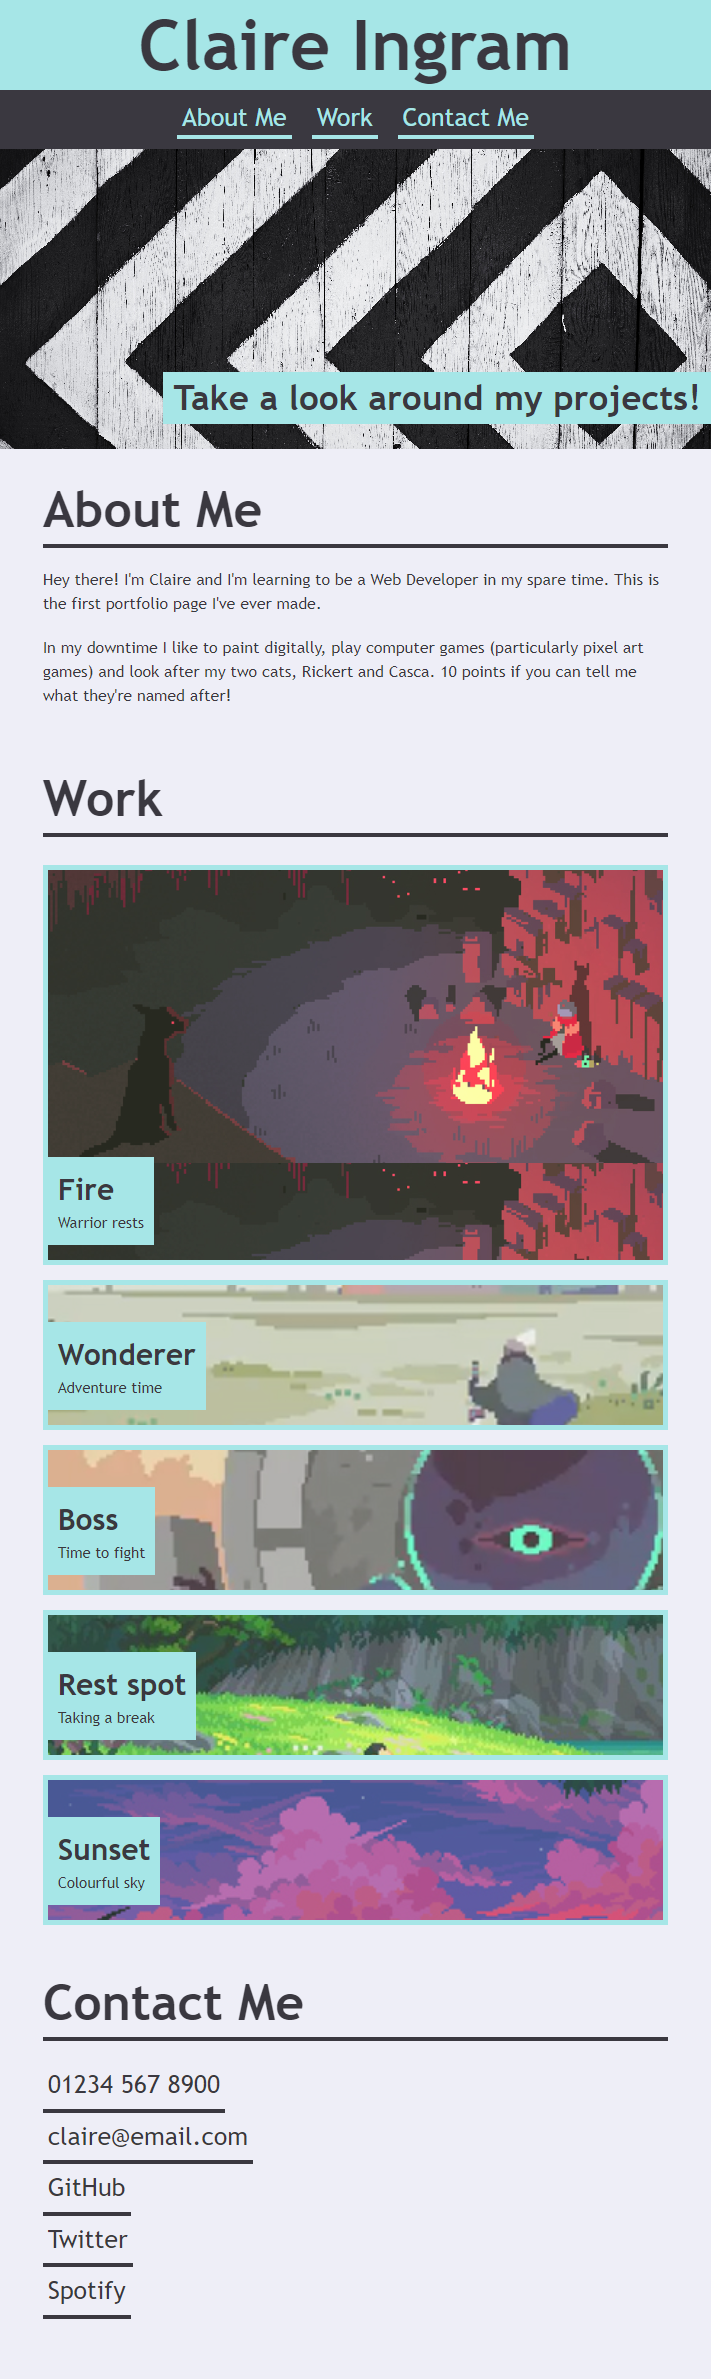 Claire Ingram
About Me Work Contact Me
Take a look around my projects!
About Me
Hey there! I'm Claire and I'm learning to be a Web Developer in my spare time. This is
the first portfolio page I've ever made.
In my downtime I like to paint digitally, play computer games (particularly pixel art
games) and look after my two cats, Rickert and Casca. 10 points if you can tell me
what they're named after!
Work
Fire
Warrior rests
Wonderer
Adventure time
Boss
Time to fight
Rest spot
Taking a break
Sunset
Colourful sky
Contact Me
01234 567 8900
claire@email.com
GitHub
Twitter
Spotify